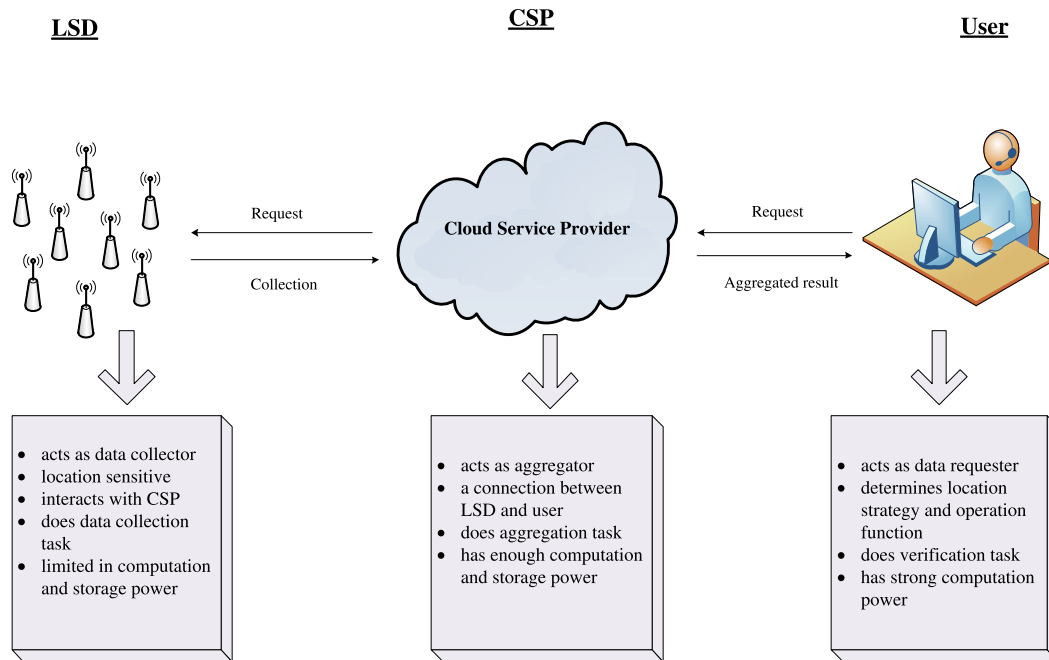 LSD
CSP
User
Request
Collection
Cloud Service Provider
Request
Aggregated result
• acts as data collector
• location sensitive
• interacts with CSP
• does data collection
task
• limited in computation
and storage power
• acts as aggregator
• a connection between
LSD and user
• does aggregation task
• has enough computation
and storage power
• acts as data requester
• determines location
strategy and operation
function
• does verification task
• has strong computation
power